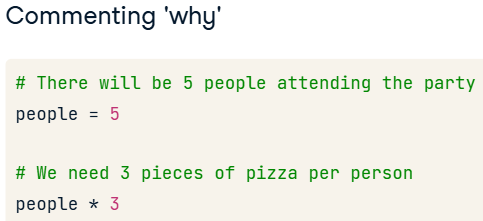 Commenting 'why'
# There will be 5 people attending the party
people = 5
# We need 3 pieces of pizza per person
people * 3